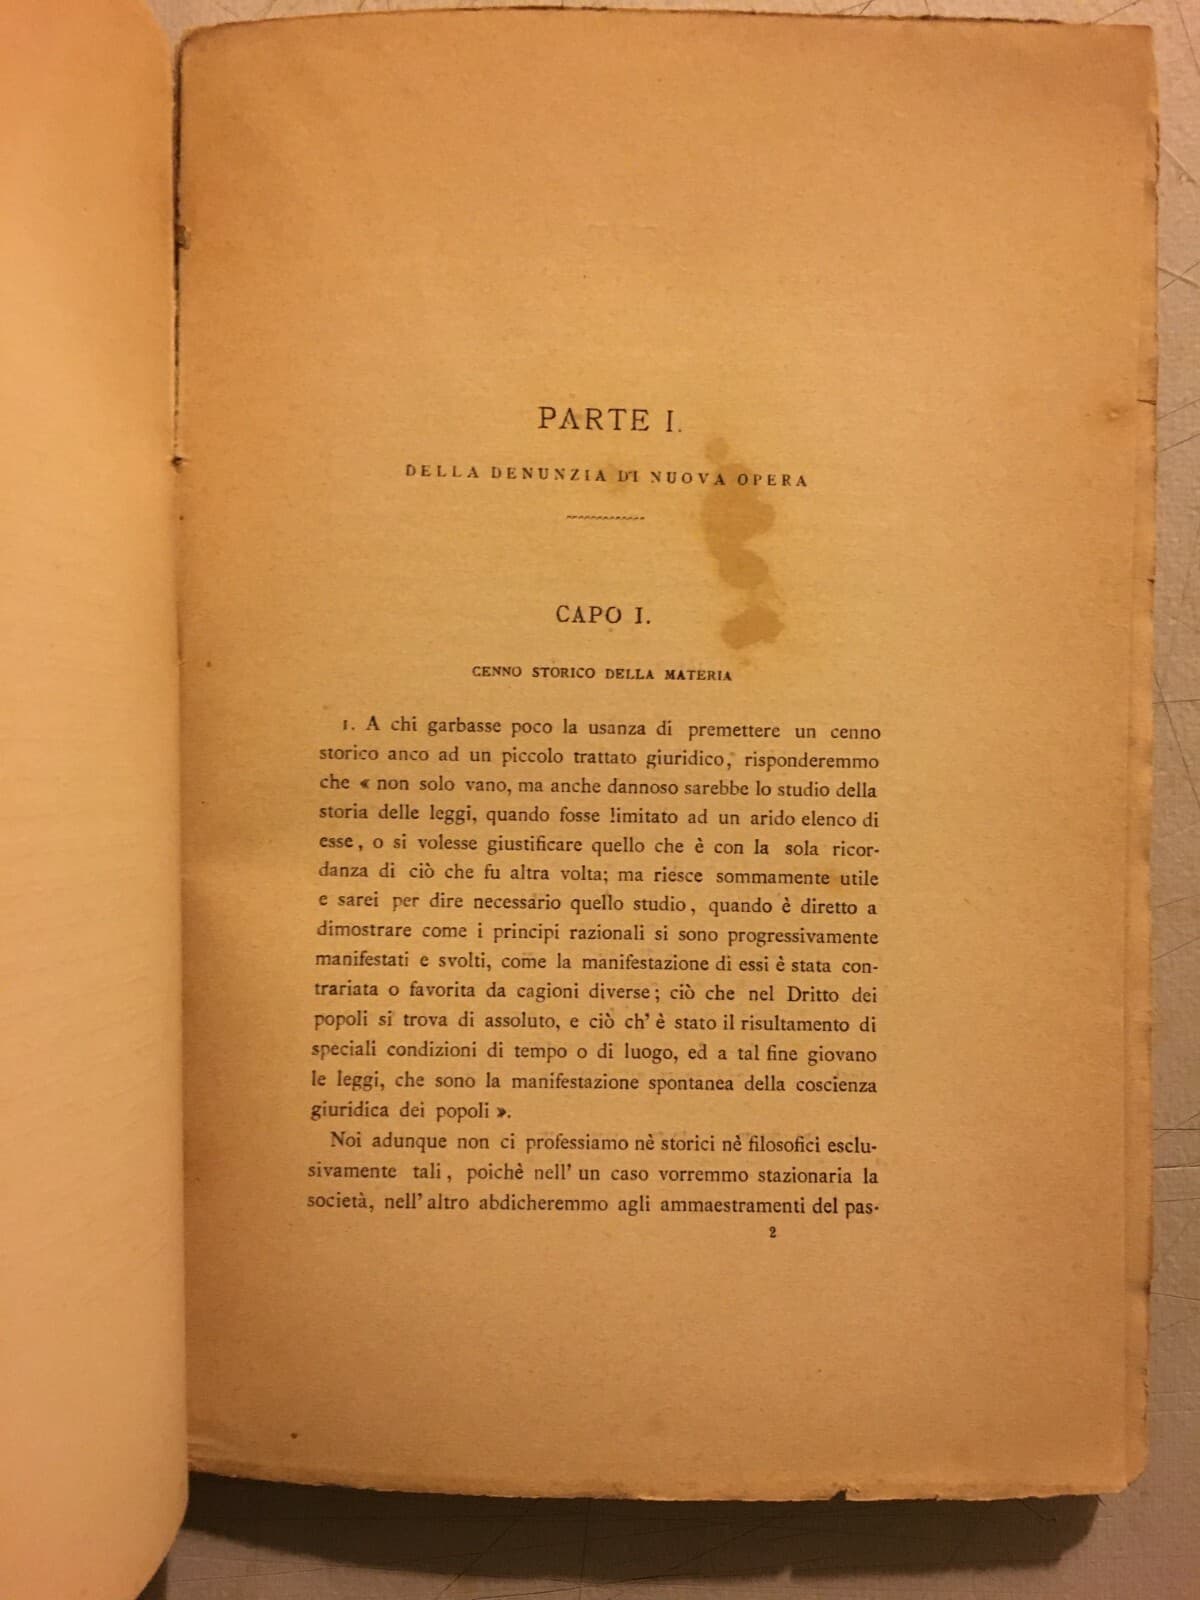 PARTE I.
DELLA DENUNZIA DI NUOVA OPERA
CAPO I.
CENNO STORICO DELLA MATERIA
1. A chi garbasse poco la usanza di premettere un cenno
storico anco ad un piccolo trattato giuridico, risponderemmo
che « non solo vano, ma anche dannoso sarebbe lo studio della
storia delle leggi, quando fosse limitato ad un arido elenco di
esse, o si volesse giustificare quello che è con la sola ricor-
danza di ciò che fu altra volta; ma riesce sommamente utile
e sarei per dire necessario quello studio, quando è diretto a
dimostrare come i principi razionali si sono progressivamente
manifestati e svolti, come la manifestazione di essi è stata con-
trariata o favorita da cagioni diverse; ciò che nel Dritto dei
popoli si trova di assoluto, e ciò ch' è stato il risultamento di
speciali condizioni di tempo o di luogo, ed a tal fine giovano
le leggi, che sono la manifestazione spontanea della coscienza
giuridica dei popoli ».
Noi adunque non ci professiamo nè storici nè filosofici esclu-
sivamente tali, poichè nell' un caso vorremmo stazionaria la
società, nell' altro abdicheremmo agli ammaestramenti del pas-
2